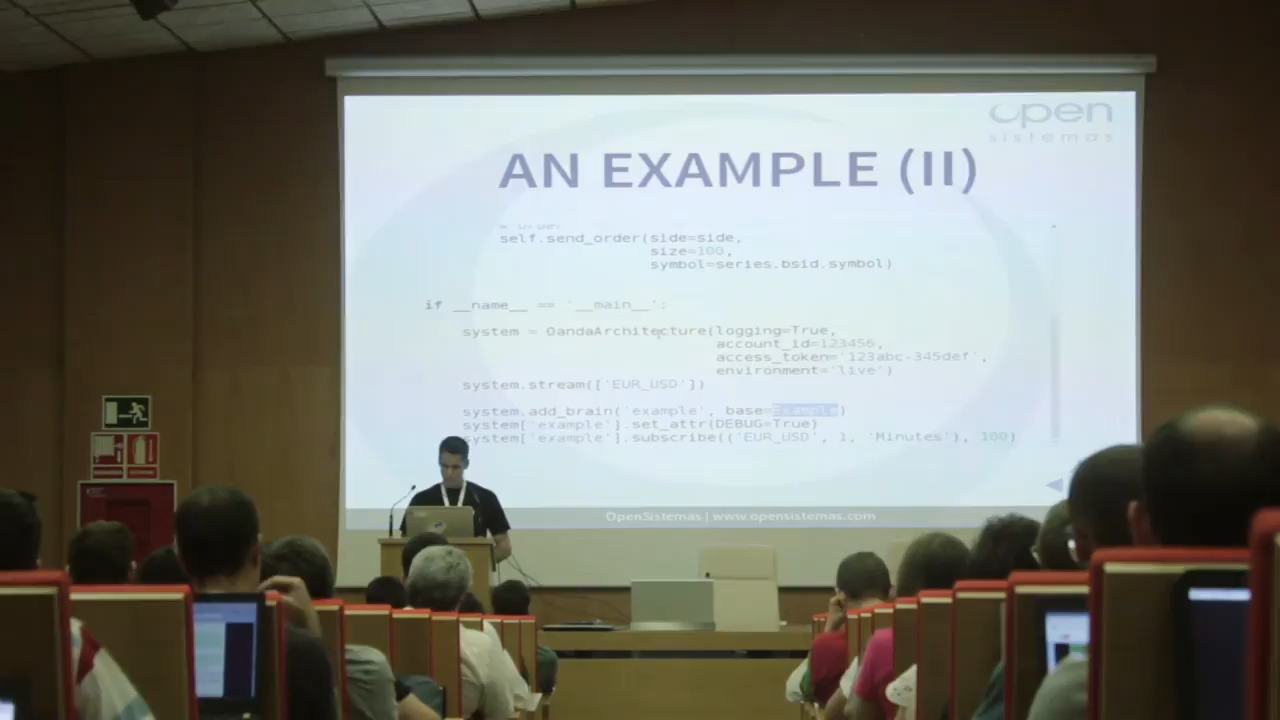 open
sistemas
AN EXAMPLE (II)
self.send_order(side=side,
size=100,
symbol=series.bsid.symbol)
if __name__ == '__main__':
system = OandaArchitecture(logging=True,
account_id=123456,
access_token='123abc-345def',
environment='live')
system.stream(['EUR_USD'])
system.add_brain('example', base=Example)
system['example'].set_attr(DEBUG=True)
system['example'].subscribe(('EUR_USD', 1, 'Minutes'), 100)
OpenSistemas | www.opensistemas.com